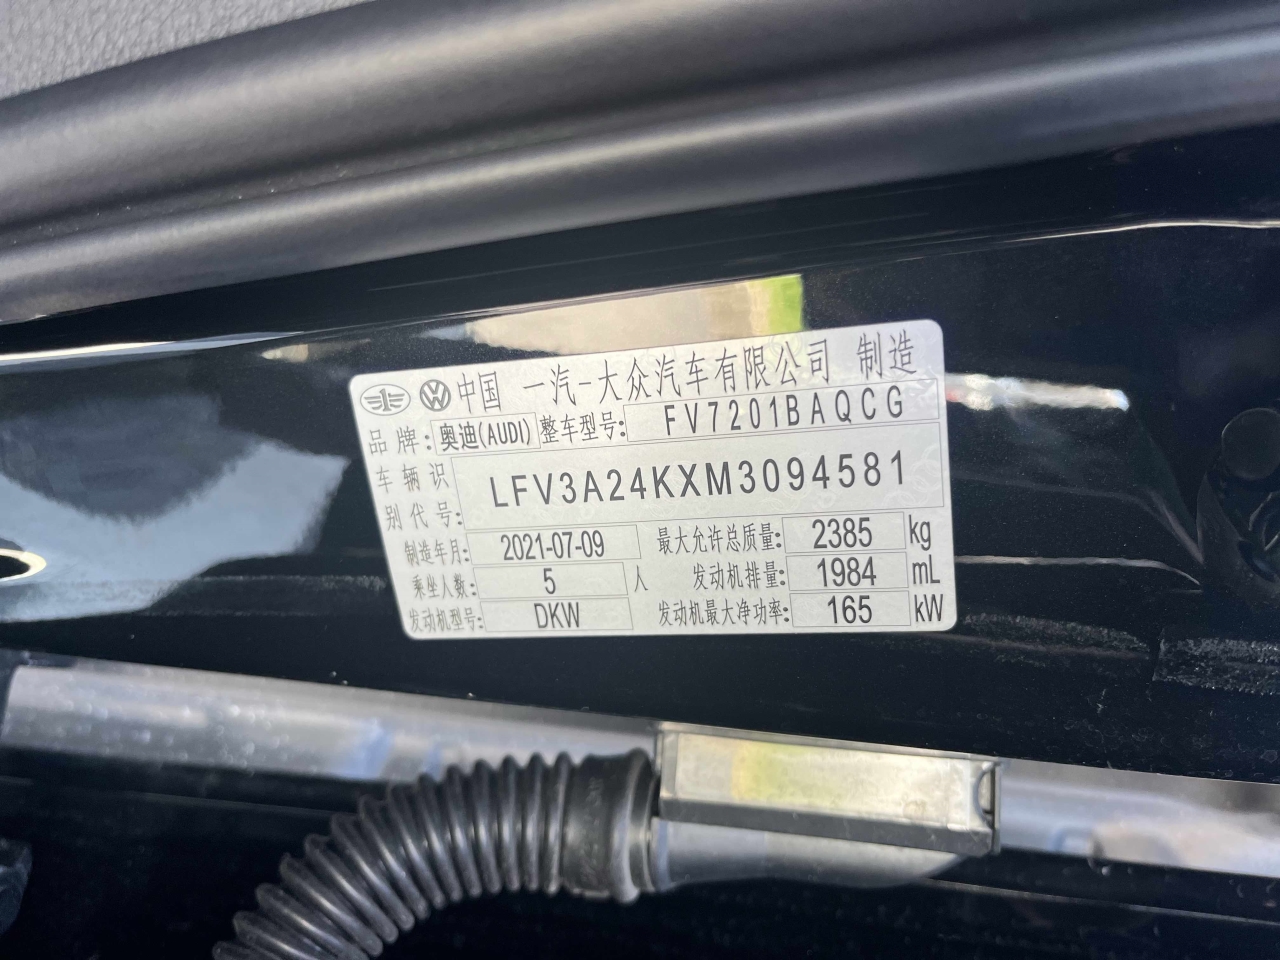 中国 一汽-大众汽车有限公司 制造
品牌: 奥迪(AUDI) 整车型号: FV7201BAQCG
车辆识别代号: LFV3A24KXM3094581
制造年月: 2021-07-09 最大允许总质量: 2385 kg
乘坐人数: 5 人 发动机排量: 1984 mL
发动机型号: DKW 发动机最大净功率: 165 kW